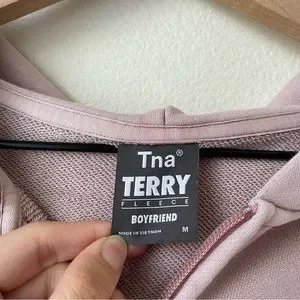 Tna®
TERRY
FLEECE
BOYFRIEND
MADE IN VIETNAM M